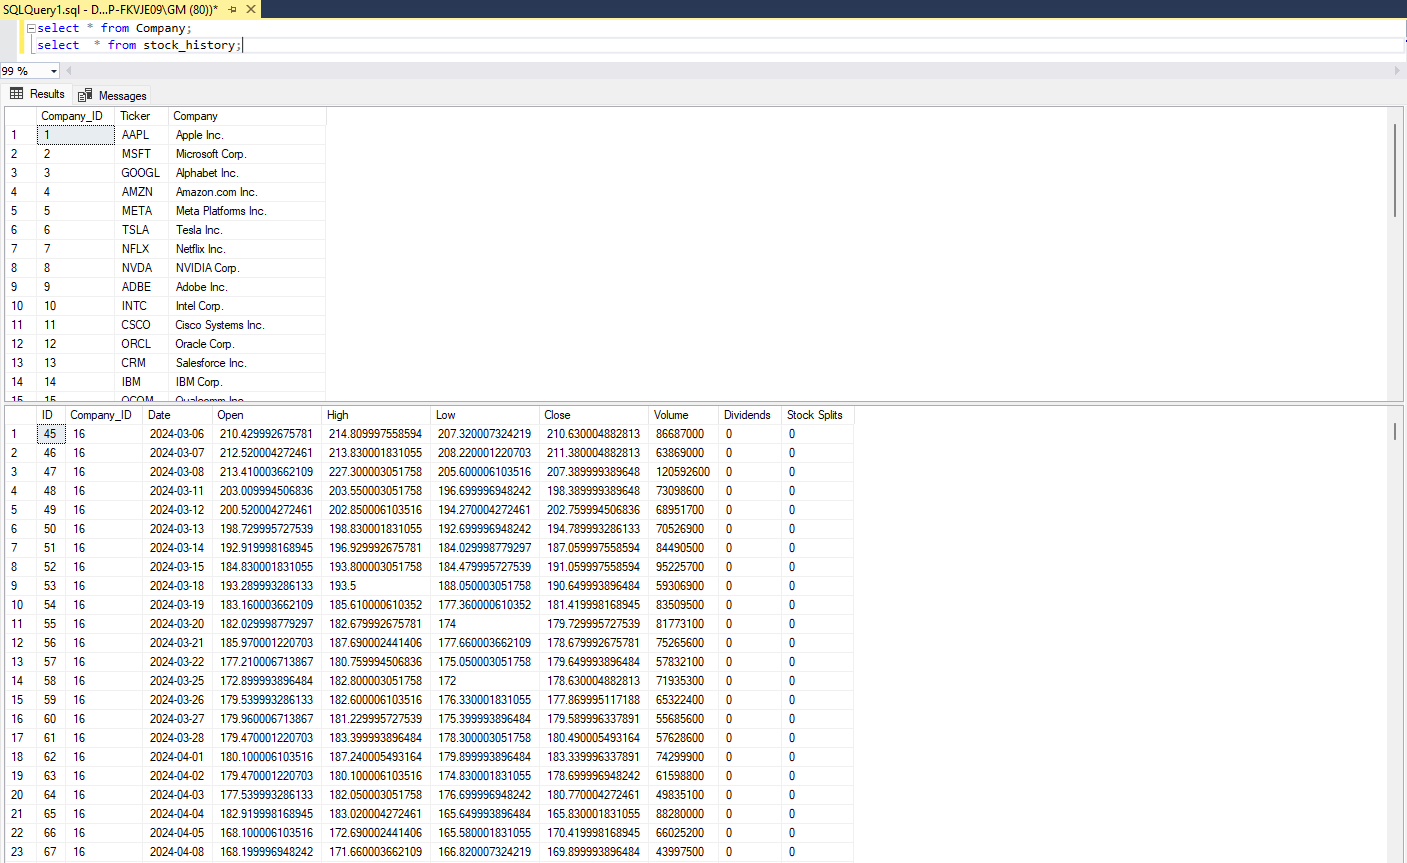 SQLQuery1.sql - D...P-FKVJE09\GM (80))*
select * from Company;
select * from stock_history;
99 %
Results Messages
Company_ID Ticker Company
1 1 AAPL Apple Inc.
2 2 MSFT Microsoft Corp.
3 3 GOOGL Alphabet Inc.
4 4 AMZN Amazon.com Inc.
5 5 META Meta Platforms Inc.
6 6 TSLA Tesla Inc.
7 7 NFLX Netflix Inc.
8 8 NVDA NVIDIA Corp.
9 9 ADBE Adobe Inc.
10 10 INTC Intel Corp.
11 11 CSCO Cisco Systems Inc.
12 12 ORCL Oracle Corp.
13 13 CRM Salesforce Inc.
14 14 IBM IBM Corp.
15 15 QCOM Qualcomm Inc.
ID Company_ID Date Open High Low Close Volume Dividends Stock Splits
1 45 16 2024-03-06 210.429992675781 214.809997558594 207.320007324219 210.630004882813 86687000 0 0
2 46 16 2024-03-07 212.520004272461 213.830001831055 208.220001220703 211.380004882813 63869000 0 0
3 47 16 2024-03-08 213.410003662109 227.300003051758 205.600006103516 207.389999389648 120592600 0 0
4 48 16 2024-03-11 203.009994506836 203.550003051758 196.699996948242 198.389999389648 73098600 0 0
5 49 16 2024-03-12 200.520004272461 202.850006103516 194.270004272461 202.759994506836 68951700 0 0
6 50 16 2024-03-13 198.729995727539 198.830001831055 192.699996948242 194.789993286133 70526900 0 0
7 51 16 2024-03-14 192.919998168945 196.929992675781 184.029998779297 187.059997558594 84490500 0 0
8 52 16 2024-03-15 184.830001831055 193.800003051758 184.479995727539 191.059997558594 95225700 0 0
9 53 16 2024-03-18 193.289993286133 193.5 188.050003051758 190.649993896484 59306900 0 0
10 54 16 2024-03-19 183.160003662109 185.610000610352 177.360000610352 181.419998168945 83509500 0 0
11 55 16 2024-03-20 182.029998779297 182.679992675781 174 179.729995727539 81773100 0 0
12 56 16 2024-03-21 185.970001220703 187.690002441406 177.660003662109 178.679992675781 75265600 0 0
13 57 16 2024-03-22 177.210006713867 180.759994506836 175.050003051758 179.649993896484 57832100 0 0
14 58 16 2024-03-25 172.899993896484 182.800003051758 172 178.630004882813 71935300 0 0
15 59 16 2024-03-26 179.539993286133 182.600006103516 176.330001831055 177.869995117188 65322400 0 0
16 60 16 2024-03-27 179.960006713867 181.229995727539 175.399993896484 179.589996337891 55685600 0 0
17 61 16 2024-03-28 179.470001220703 183.399993896484 178.300003051758 180.490005493164 57628600 0 0
18 62 16 2024-04-01 180.100006103516 187.240005493164 179.899993896484 183.339996337891 74299900 0 0
19 63 16 2024-04-02 179.470001220703 180.100006103516 174.830001831055 178.699996948242 61598800 0 0
20 64 16 2024-04-03 177.539993286133 182.050003051758 176.699996948242 180.770004272461 49835100 0 0
21 65 16 2024-04-04 182.919998168945 183.020004272461 165.649993896484 165.830001831055 88280000 0 0
22 66 16 2024-04-05 168.100006103516 172.690002441406 165.580001831055 170.419998168945 66025200 0 0
23 67 16 2024-04-08 168.199996948242 171.660003662109 166.820007324219 169.899993896484 43997500 0 0